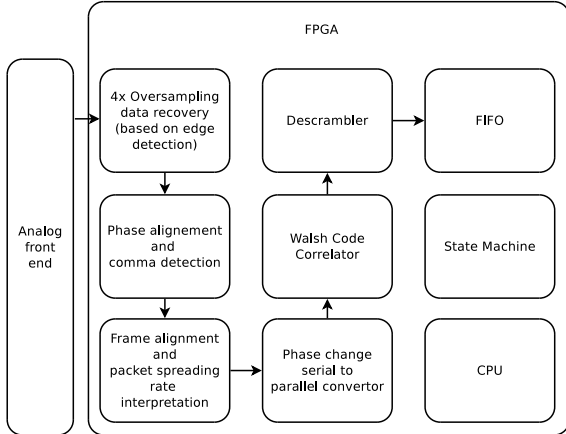 FPGA
Analog
front
end
4x Oversampling
data recovery
(based on edge
detection)
Phase alignement
and
comma detection
Frame alignment
and
packet spreading
rate
interpretation)
Phase change
serial to
parallel convertor
Walsh Code
Correlator
Descrambler
FIFO
State Machine
CPU